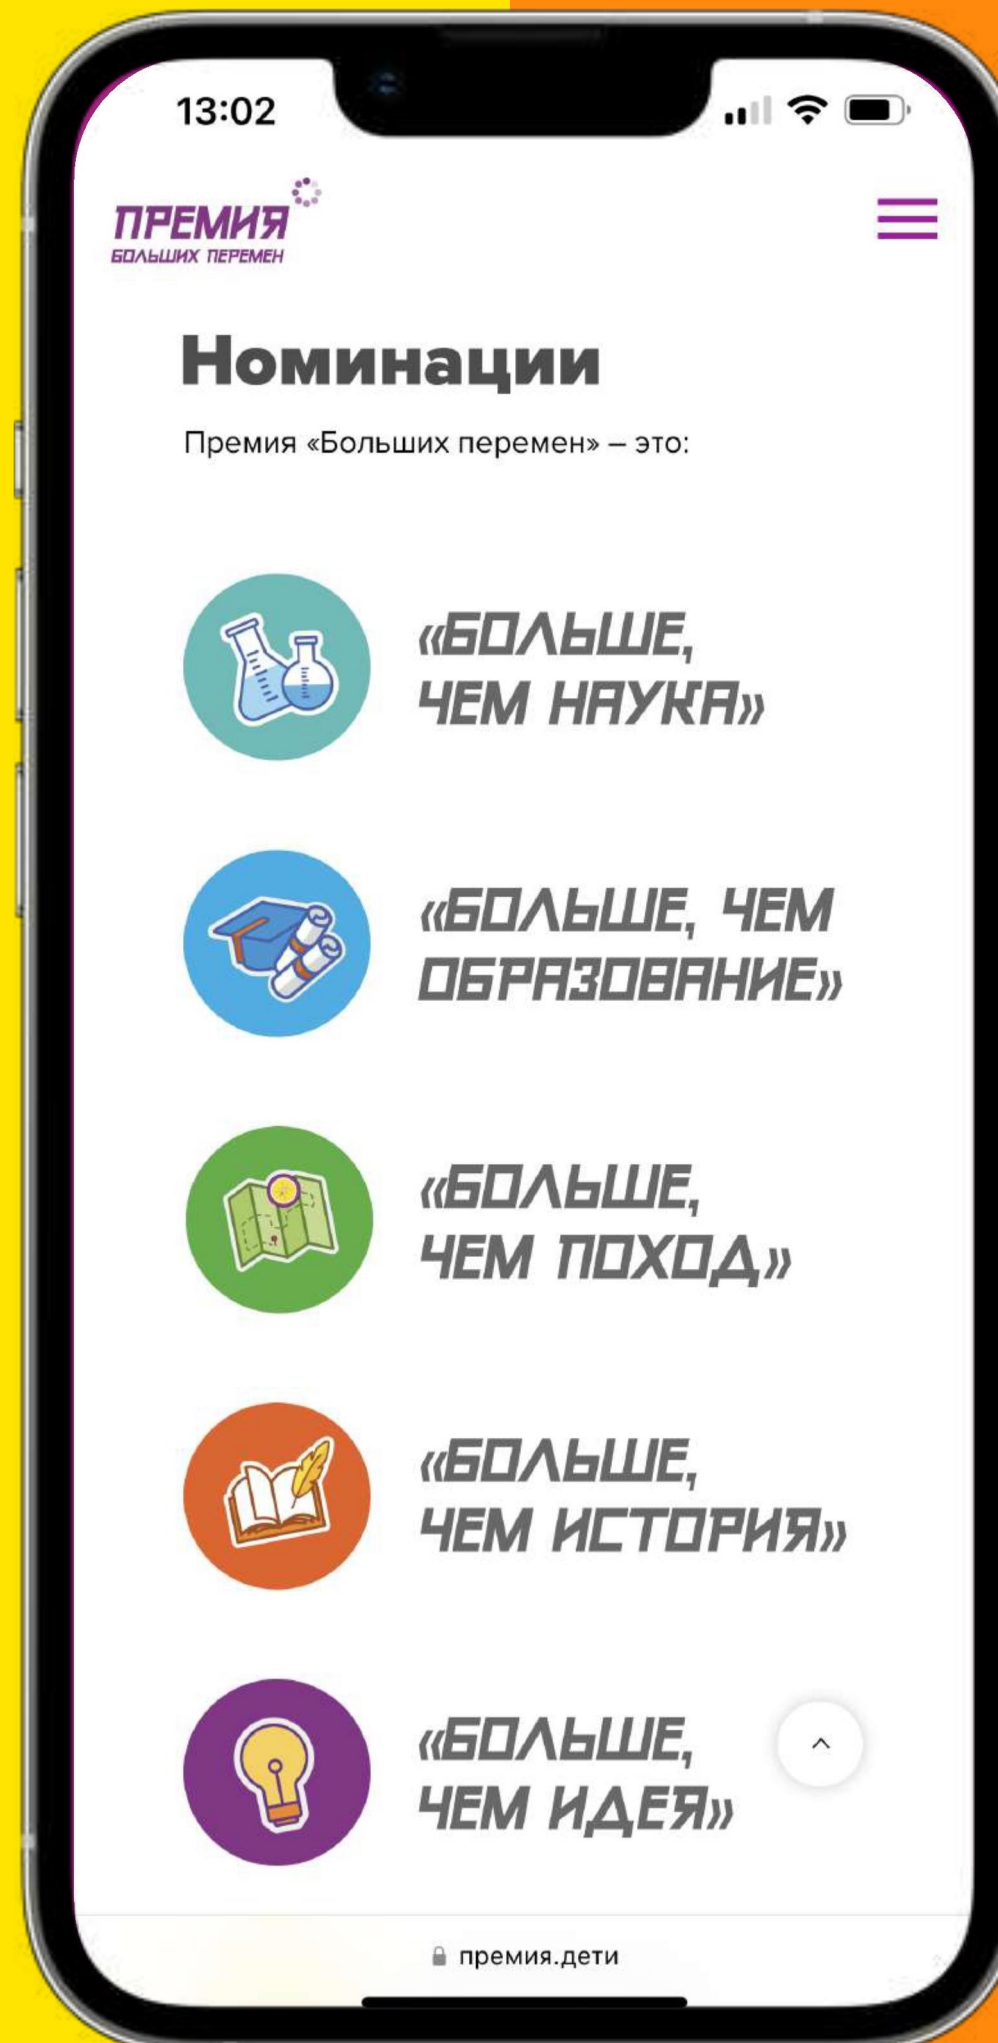 13:02
ПРЕМИЯ
БОЛЬШИХ ПЕРЕМЕН
Номинации
Премия «Больших перемен» – это:
«БОЛЬШЕ,
ЧЕМ НАУКА»
«БОЛЬШЕ, ЧЕМ
ОБРАЗОВАНИЕ»
«БОЛЬШЕ,
ЧЕМ ПОХОД»
«БОЛЬШЕ,
ЧЕМ ИСТОРИЯ»
«БОЛЬШЕ,
ЧЕМ ИДЕЯ»
премия.дети